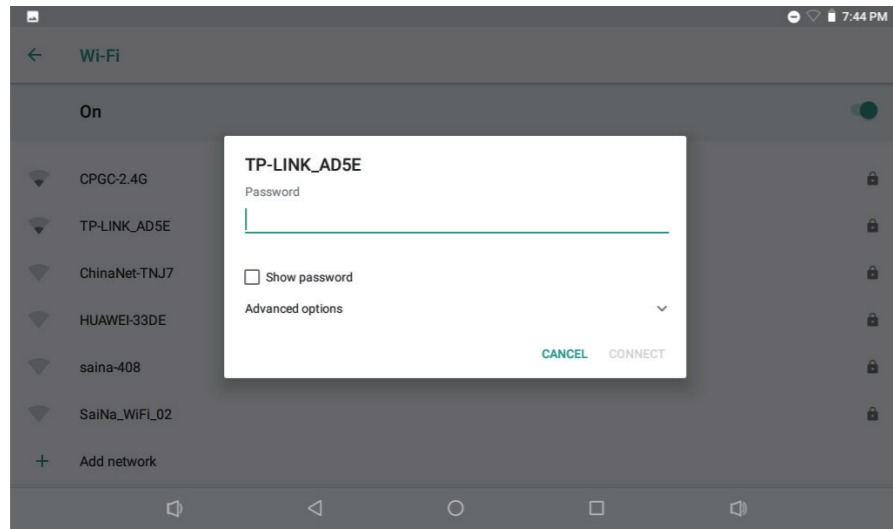 7:44 PM
Wi-Fi
On
TP-LINK_AD5E
Password
Show password
Advanced options
CANCEL CONNECT
CPGC-2.4G
TP-LINK_AD5E
ChinaNet-TNJ7
HUAWEI-33DE
saina-408
SaiNa_WiFi_02
Add network